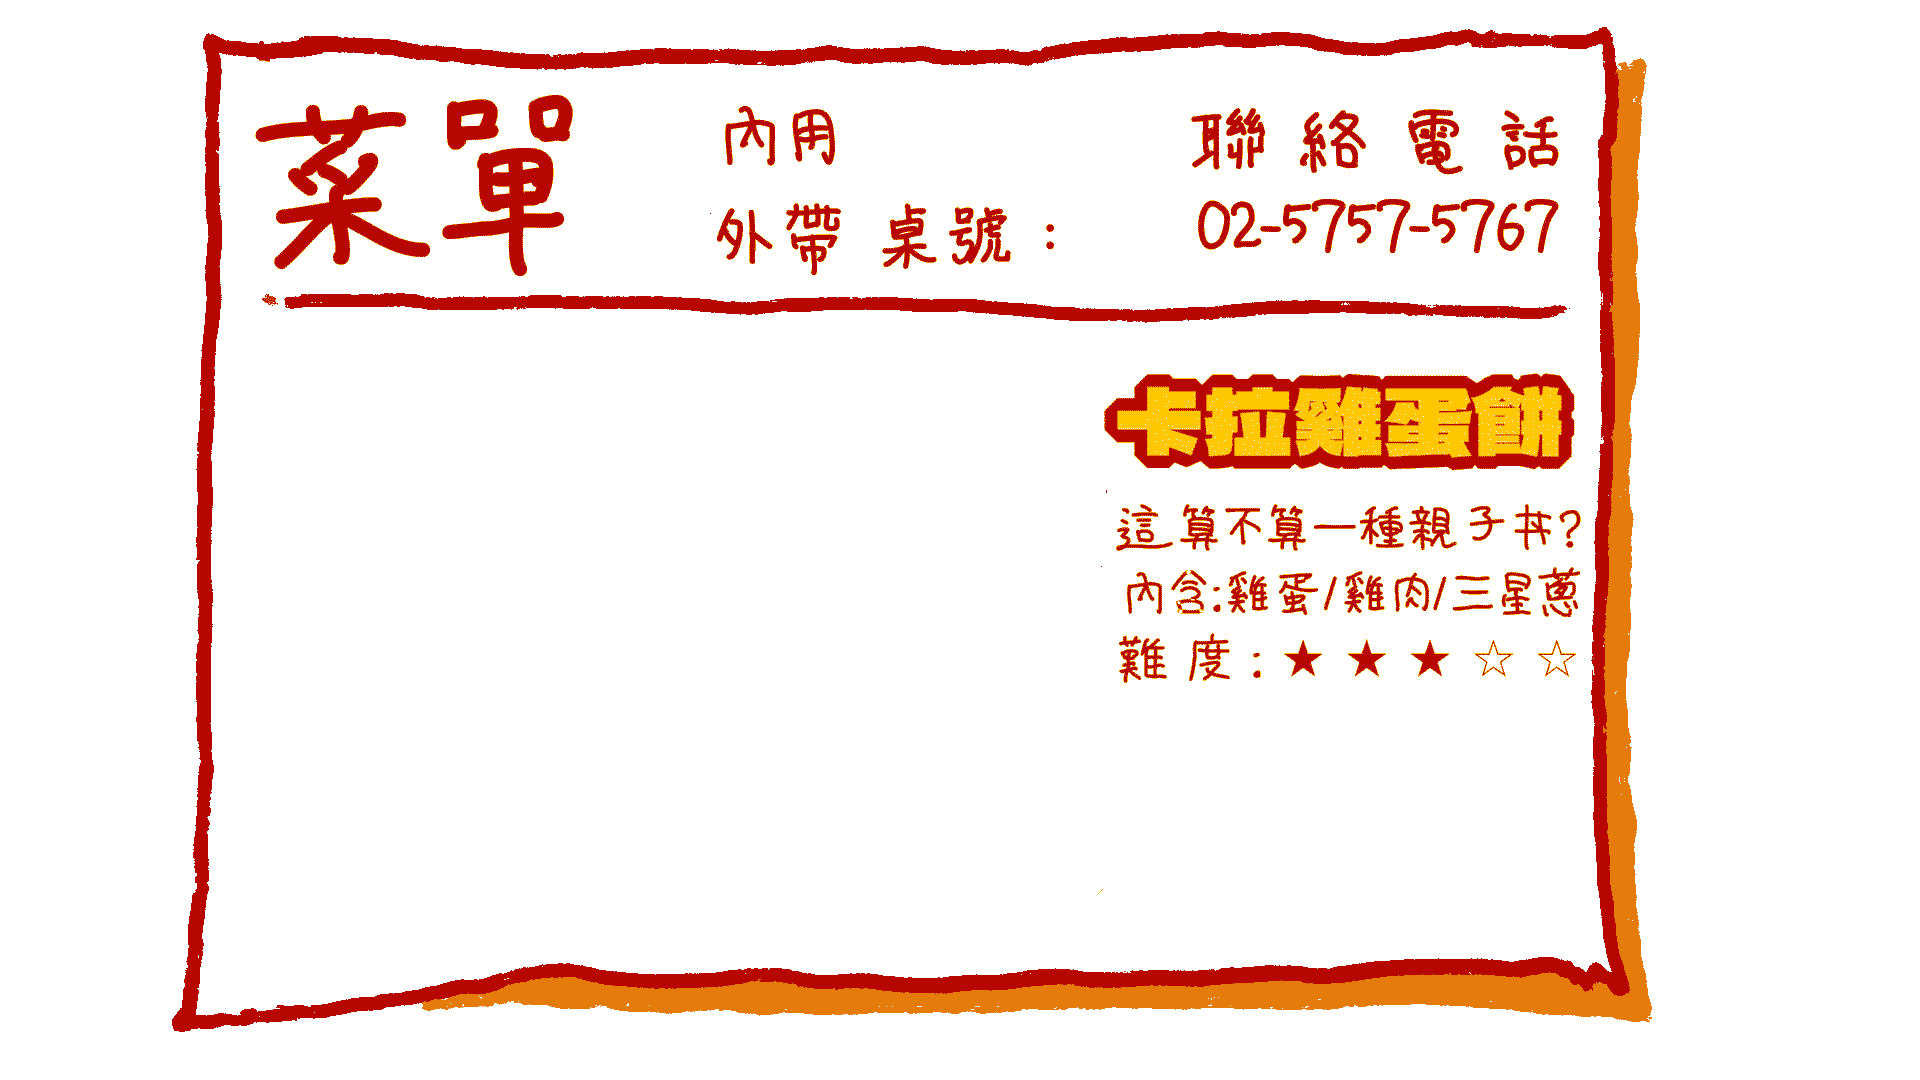 菜單
內用
外帶 桌號：
聯絡電話
02-5757-5767
卡拉雞蛋餅
這算不算一種親子丼？
內含：雞蛋/雞肉/三星蔥
難度：★★★☆☆